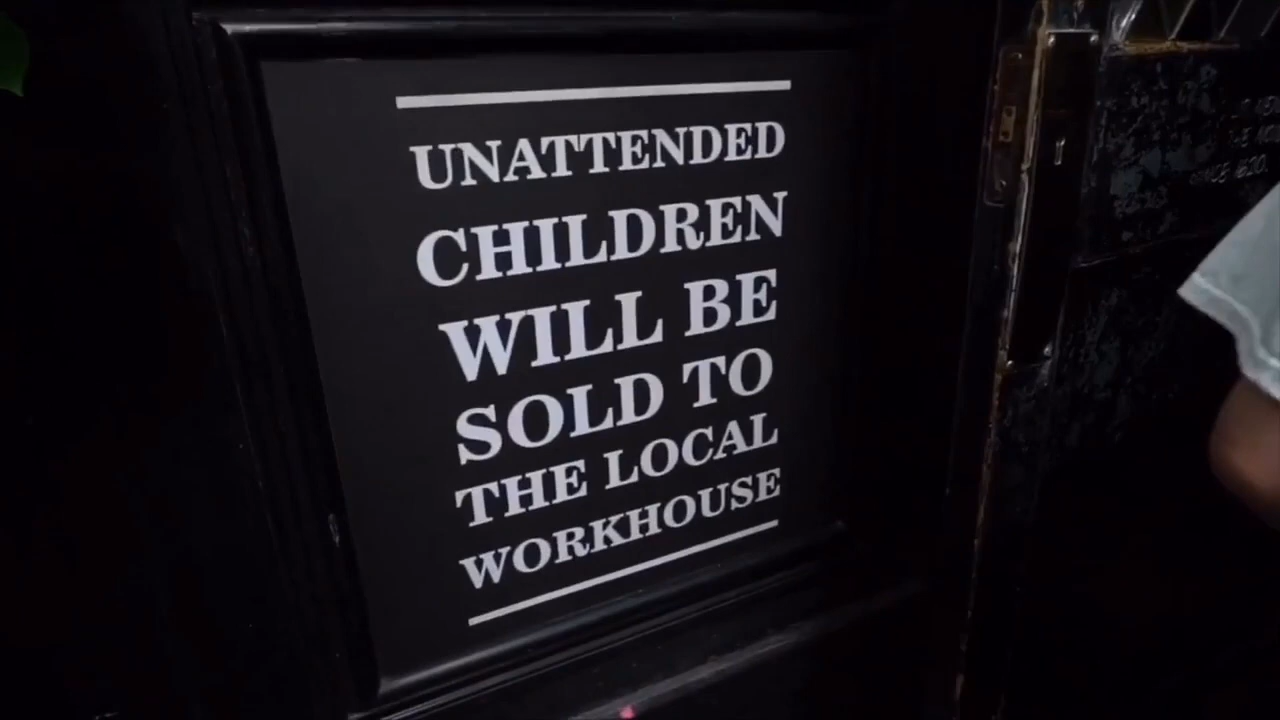 UNATTENDED
CHILDREN
WILL BE
SOLD TO
THE LOCAL
WORKHOUSE